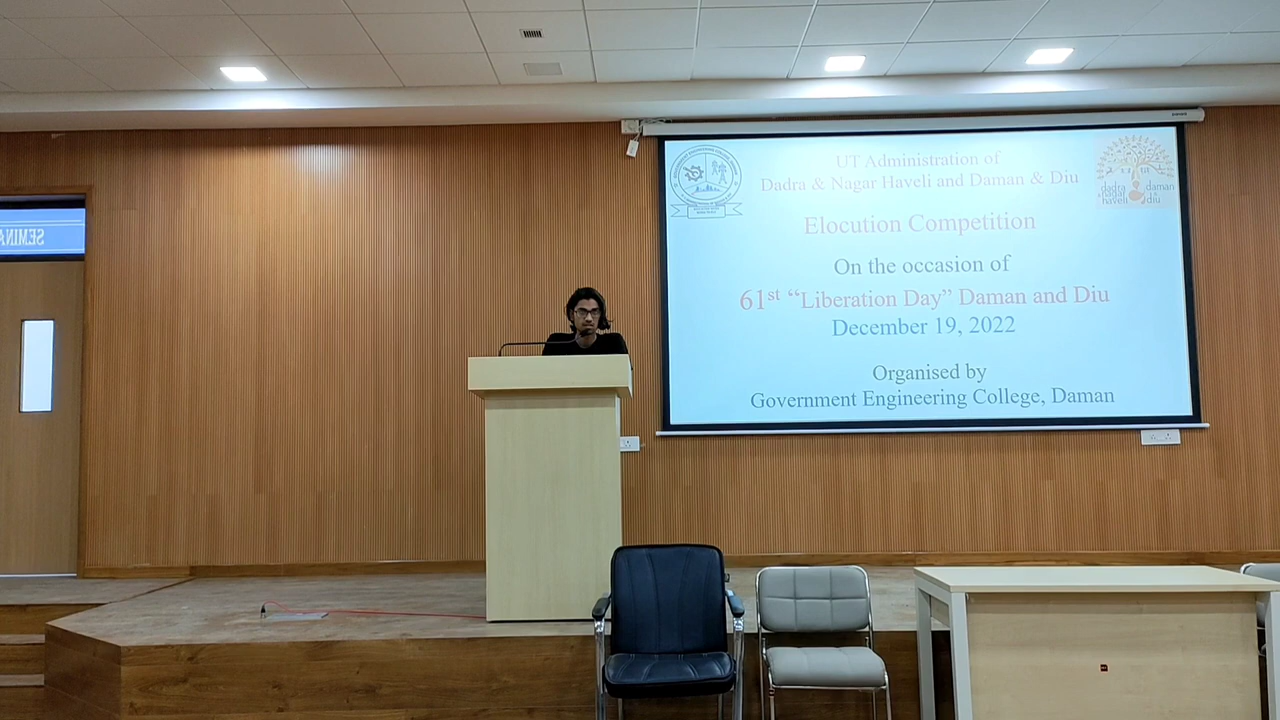 UT Administration of
Dadra & Nagar Haveli and Daman & Diu
Elocution Competition
On the occasion of
61st “Liberation Day” Daman and Diu
December 19, 2022
Organised by
Government Engineering College, Daman
dadra
nagar
haveli
daman
& diu
SEMINA